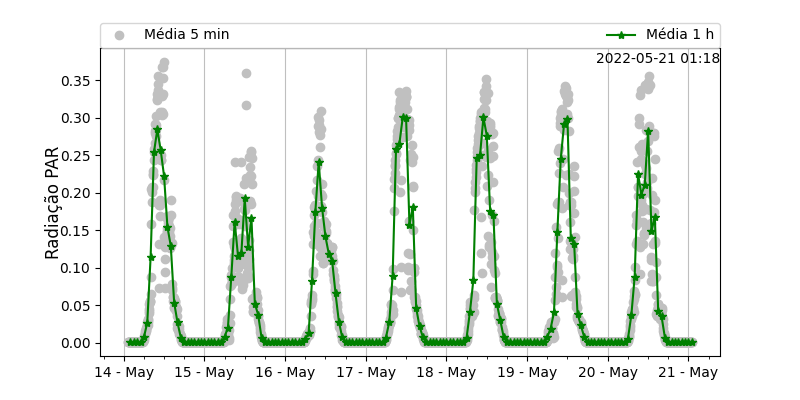 Média 5 min
Média 1 h
2022-05-21 01:18
Radiação PAR
0.35
0.30
0.25
0.20
0.15
0.10
0.05
0.00
14 - May 15 - May 16 - May 17 - May 18 - May 19 - May 20 - May 21 - May